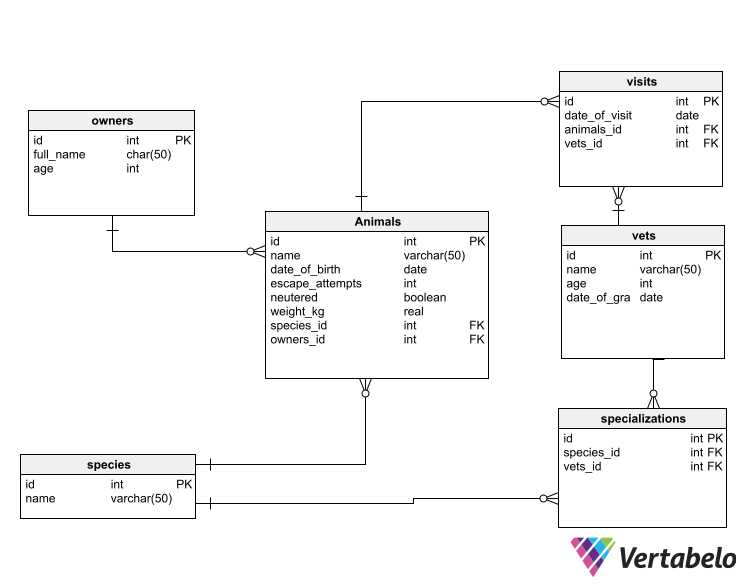 owners
id int PK
full_name char(50)
age int
visits
id int PK
date_of_visit date
animals_id int FK
vets_id int FK
Animals
id int PK
name varchar(50)
date_of_birth date
escape_attempts int
neutered boolean
weight_kg real
species_id int FK
owners_id int FK
vets
id int PK
name varchar(50)
age int
date_of_gra date
species
id int PK
name varchar(50)
specializations
id int PK
species_id int FK
vets_id int FK
Vertabelo